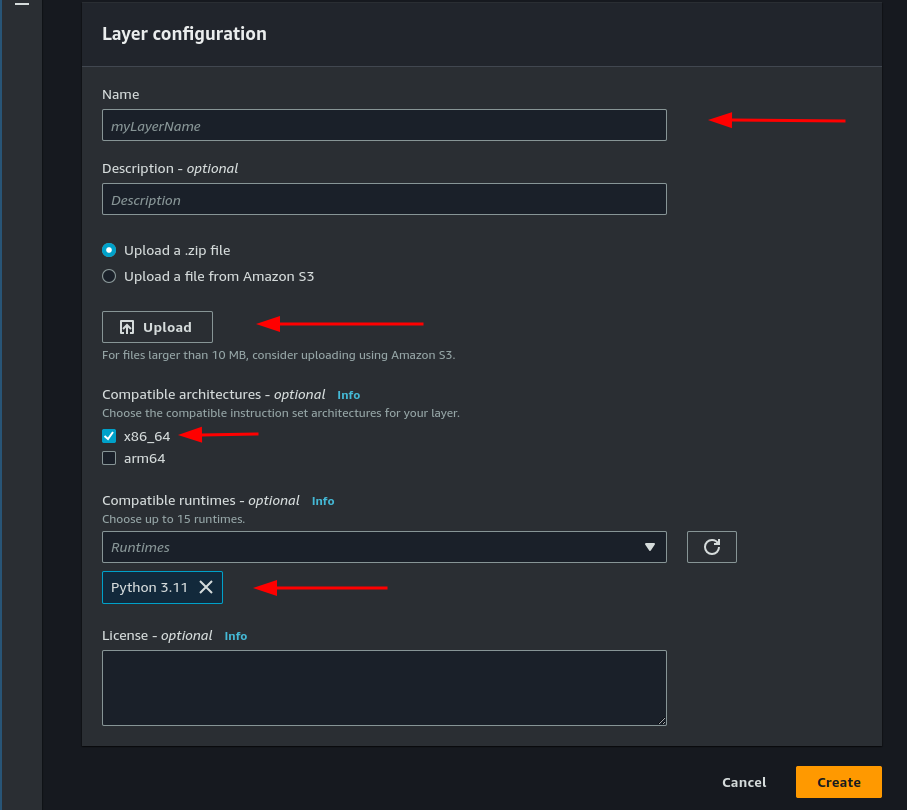 Layer configuration
Name
myLayerName
Description - optional
Description
Upload a .zip file
Upload a file from Amazon S3
Upload
For files larger than 10 MB, consider uploading using Amazon S3.
Compatible architectures - optional Info
Choose the compatible instruction set architectures for your layer.
x86_64
arm64
Compatible runtimes - optional Info
Choose up to 15 runtimes.
Runtimes
Python 3.11
License - optional Info
Cancel Create